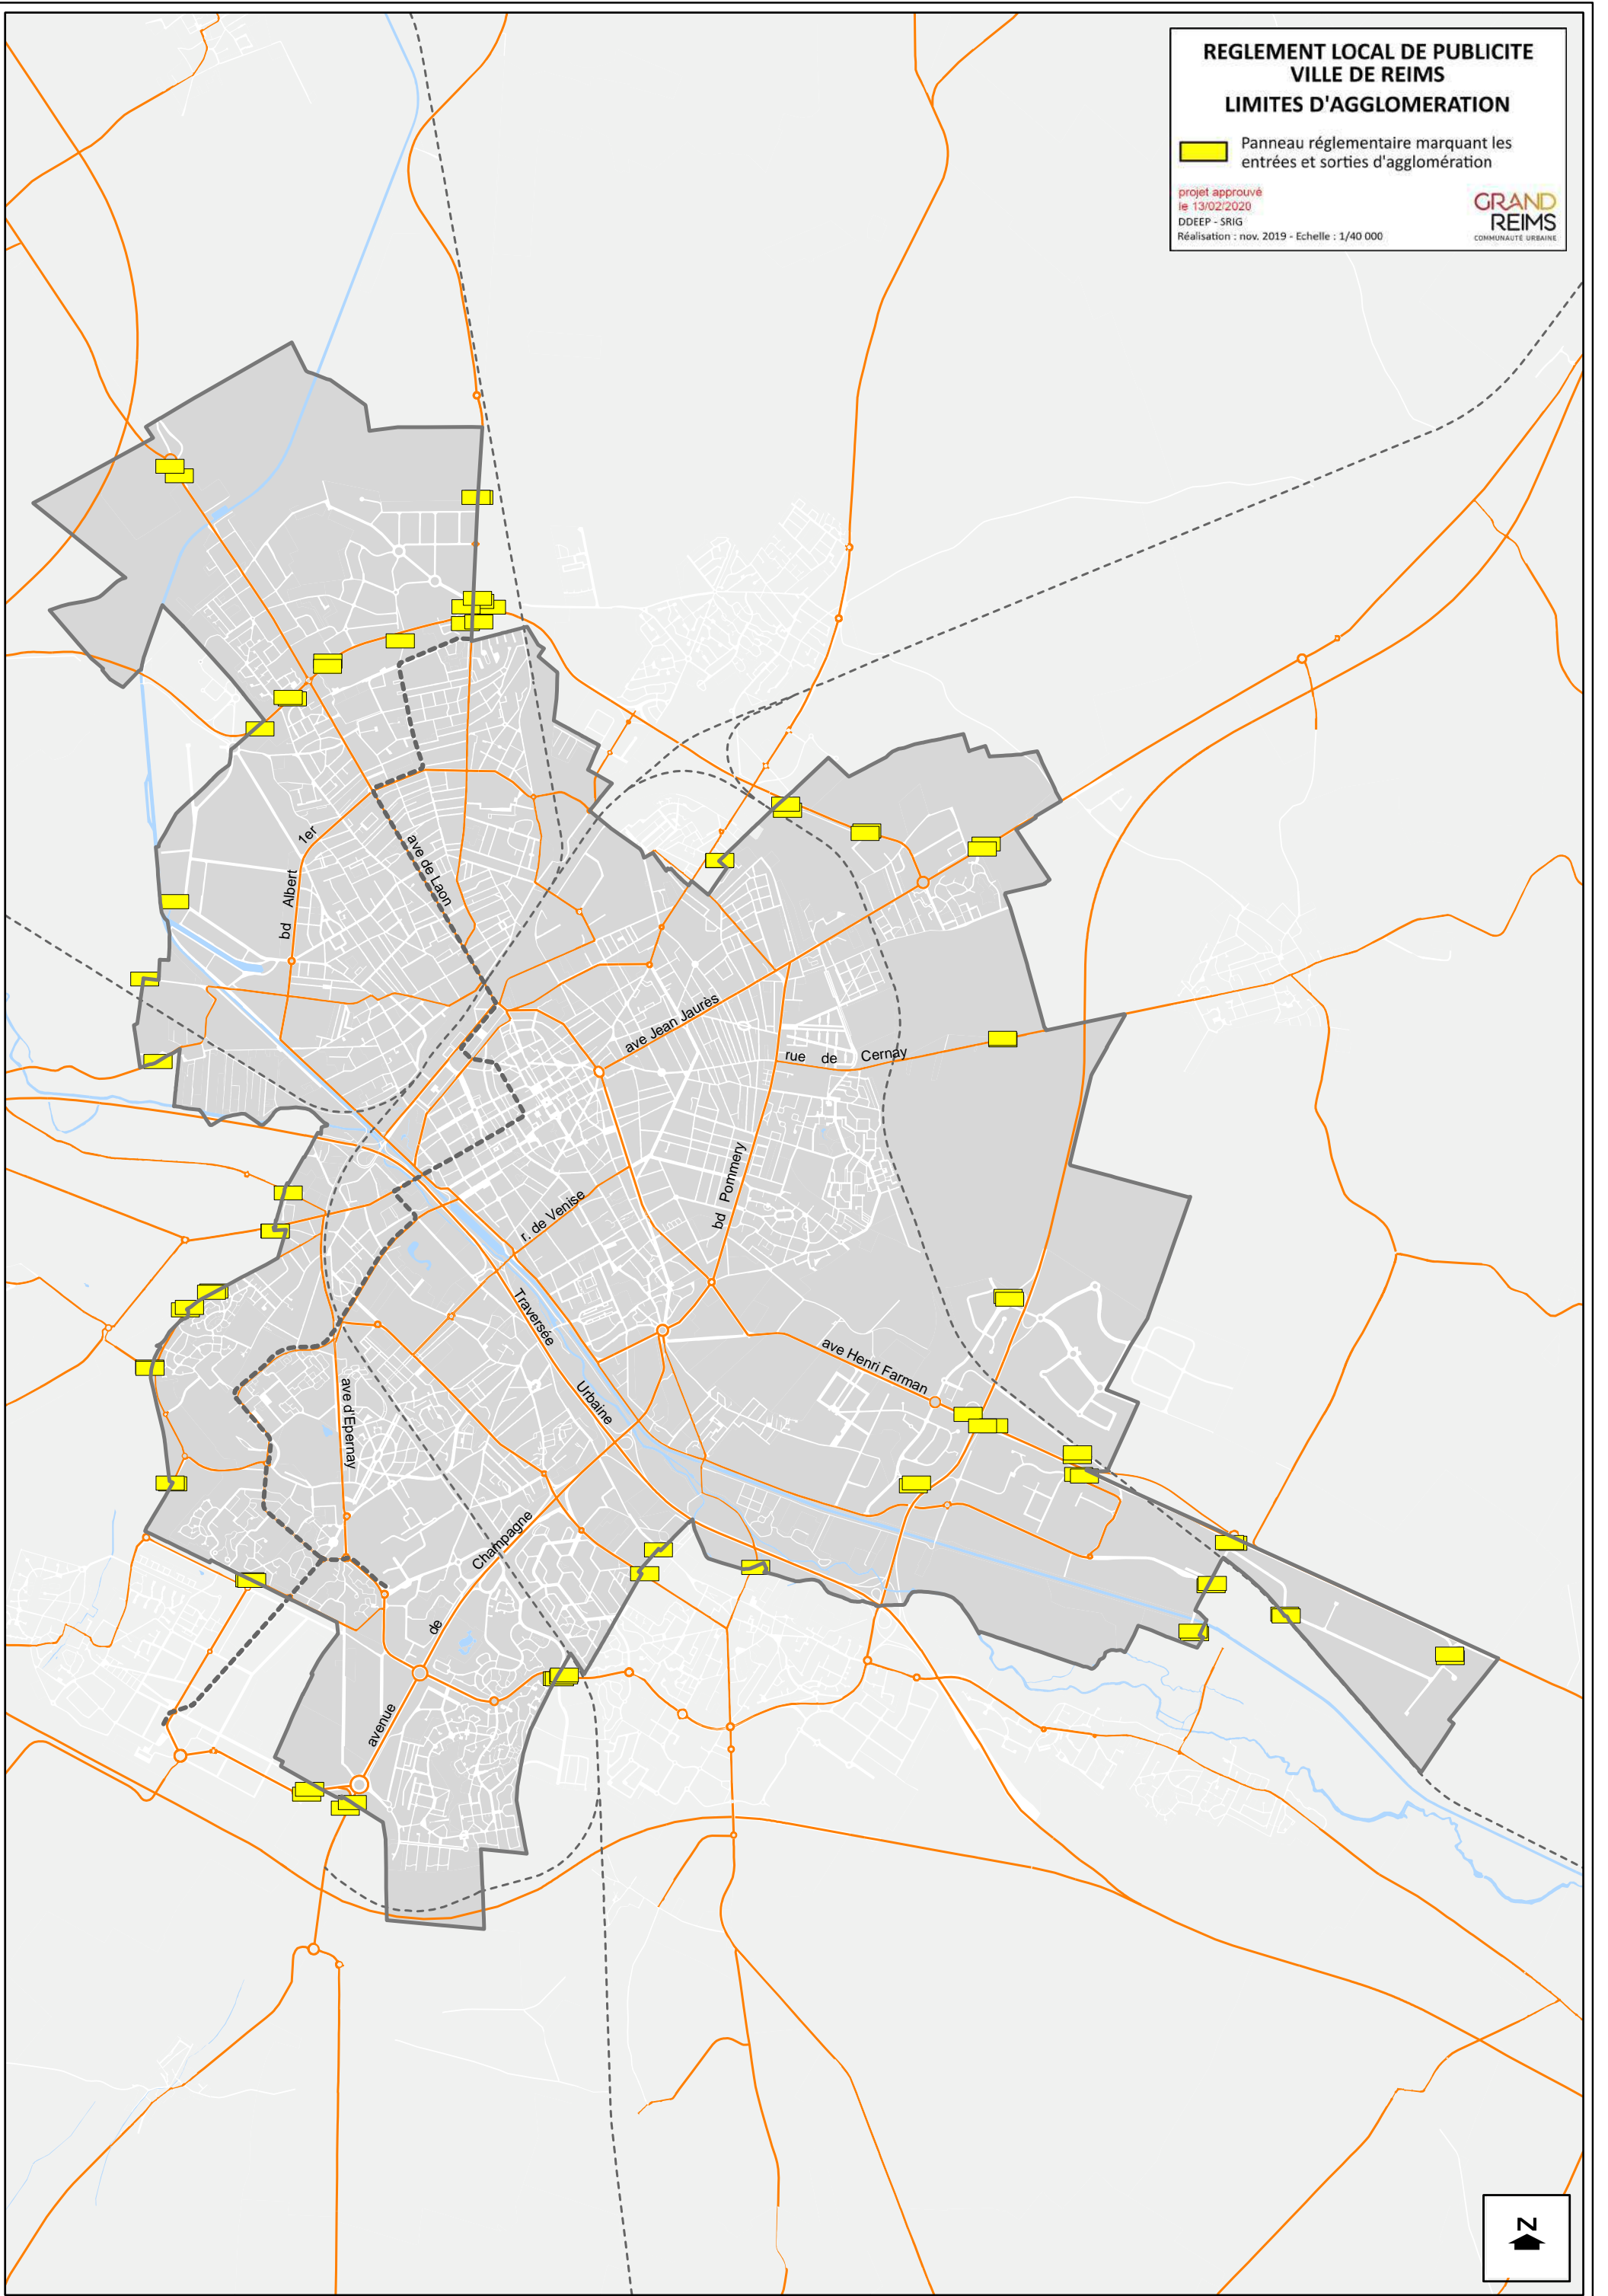 REGLEMENT LOCAL DE PUBLICITE
VILLE DE REIMS
LIMITES D'AGGLOMERATION
Panneau réglementaire marquant les
entrées et sorties d'agglomération
projet approuvé
le 13/02/2020
DDEEP - SRIG
Réalisation : nov. 2019 - Echelle : 1/40 000
GRAND
REIMS
COMMUNAUTÉ URBAINE
bd Albert 1er
ave de Laon
ave Jean Jaurès
rue de Cernay
bd Pommery
r. de Venise
Traversée Urbaine
ave Henri Farman
ave d'Epernay
avenue de Champagne
N